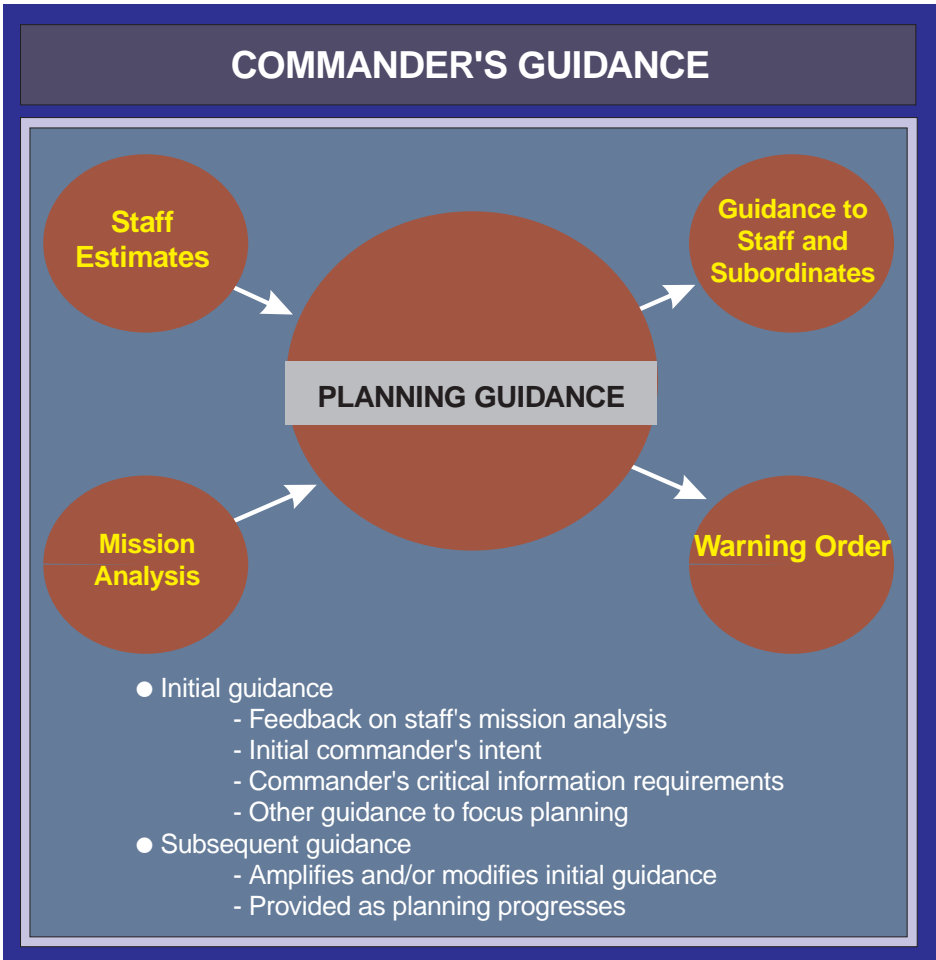 COMMANDER'S GUIDANCE
Staff
Estimates
Guidance to
Staff and
Subordinates
PLANNING GUIDANCE
Mission
Analysis
Warning Order
● Initial guidance
- Feedback on staff's mission analysis
- Initial commander's intent
- Commander's critical information requirements
- Other guidance to focus planning
● Subsequent guidance
- Amplifies and/or modifies initial guidance
- Provided as planning progresses